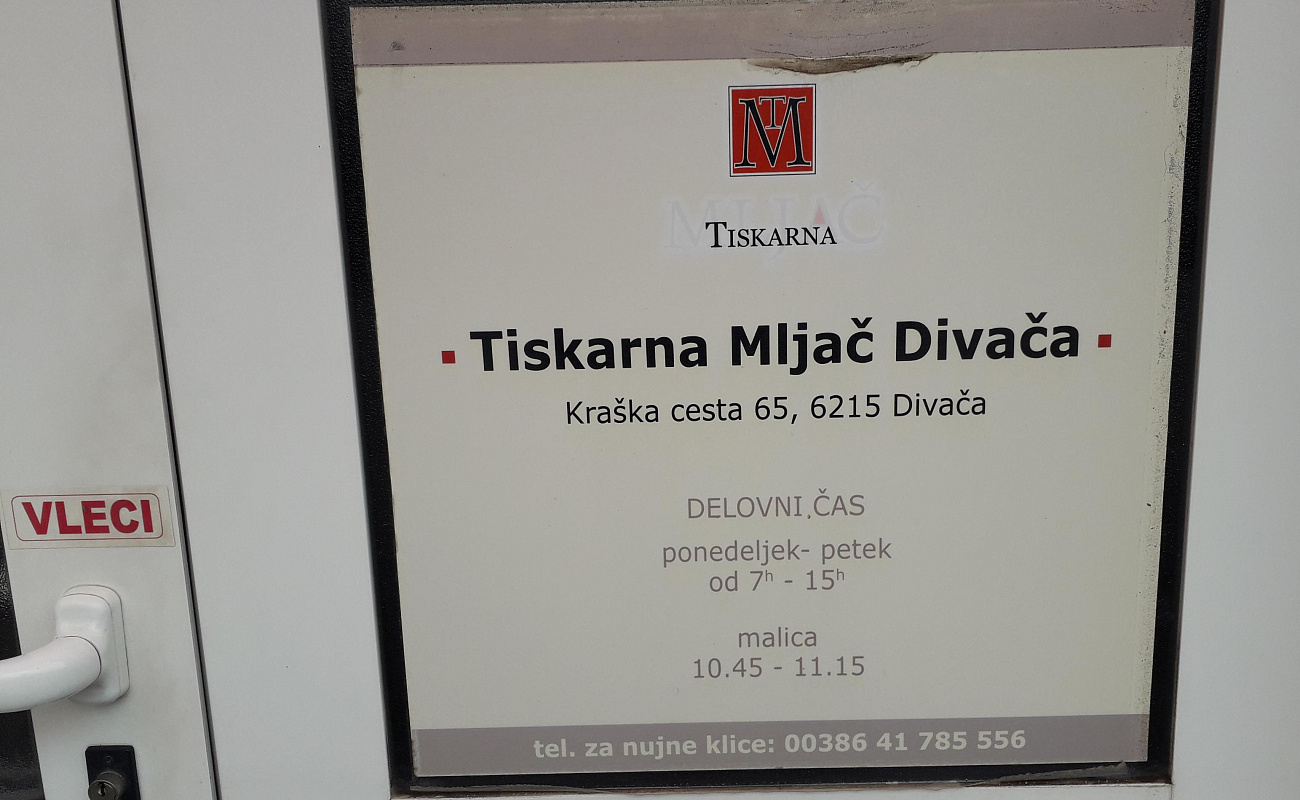 MT
MLJAČ
TISKARNA
Tiskarna Mljač Divača
Kraška cesta 65, 6215 Divača
DELOVNI ČAS
ponedeljek- petek
od 7h - 15h
malica
10.45 - 11.15
tel. za nujne klice: 00386 41 785 556
VLECI